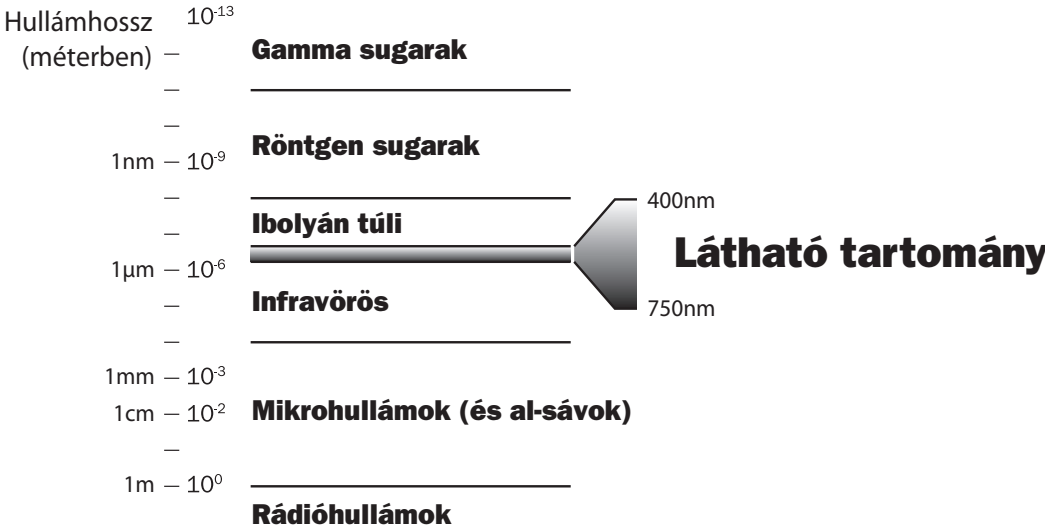 Hullámhossz
(méterben)
10⁻¹³
Gamma sugarak
Röntgen sugarak
1nm – 10⁻⁹
Ibolyán túli
400nm
Látható tartomány
750nm
1µm – 10⁻⁶
Infravörös
1mm – 10⁻³
1cm – 10⁻²
Mikrohullámok (és al-sávok)
1m – 10⁰
Rádióhullámok